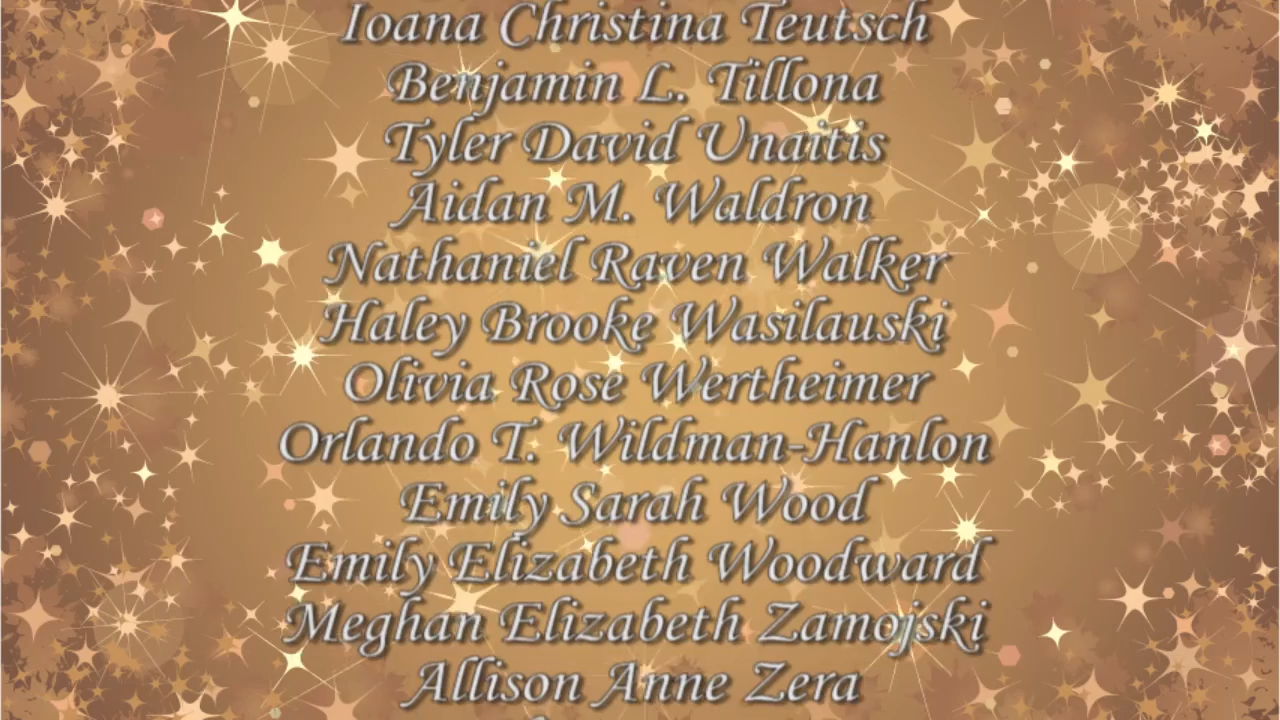 Ioana Christina Teutsch
Benjamin L. Tillona
Tyler David Unaitis
Aidan M. Waldron
Nathaniel Raven Walker
Haley Brooke Wasilauski
Olivia Rose Wertheimer
Orlando T. Wildman-Hanlon
Emily Sarah Wood
Emily Elizabeth Woodward
Meghan Elizabeth Zamojski
Allison Anne Zera